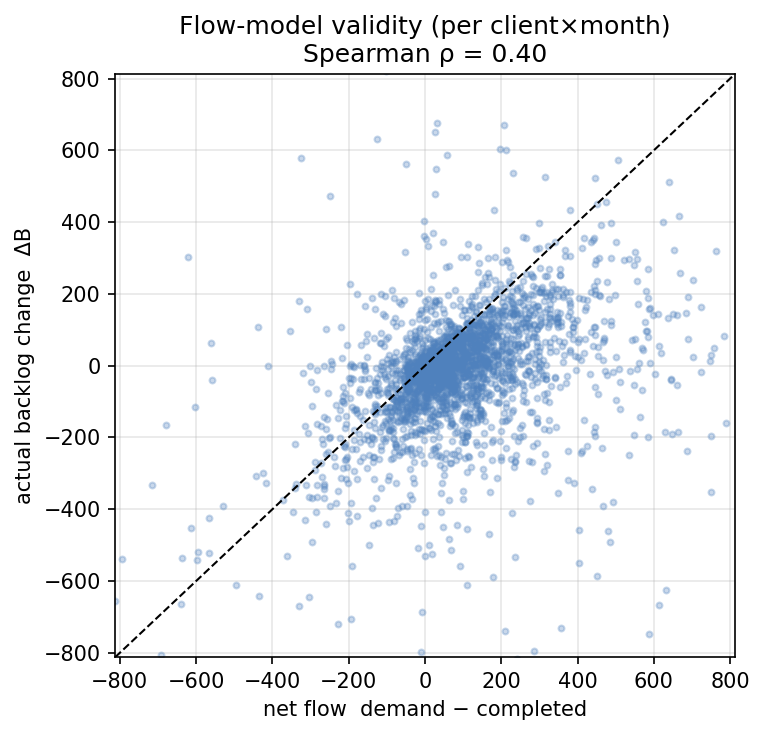 Flow-model validity (per client×month)
Spearman ρ = 0.40
800
600
400
200
0
−200
−400
−600
−800
actual backlog change ΔB
−800 −600 −400 −200 0 200 400 600 800
net flow demand − completed